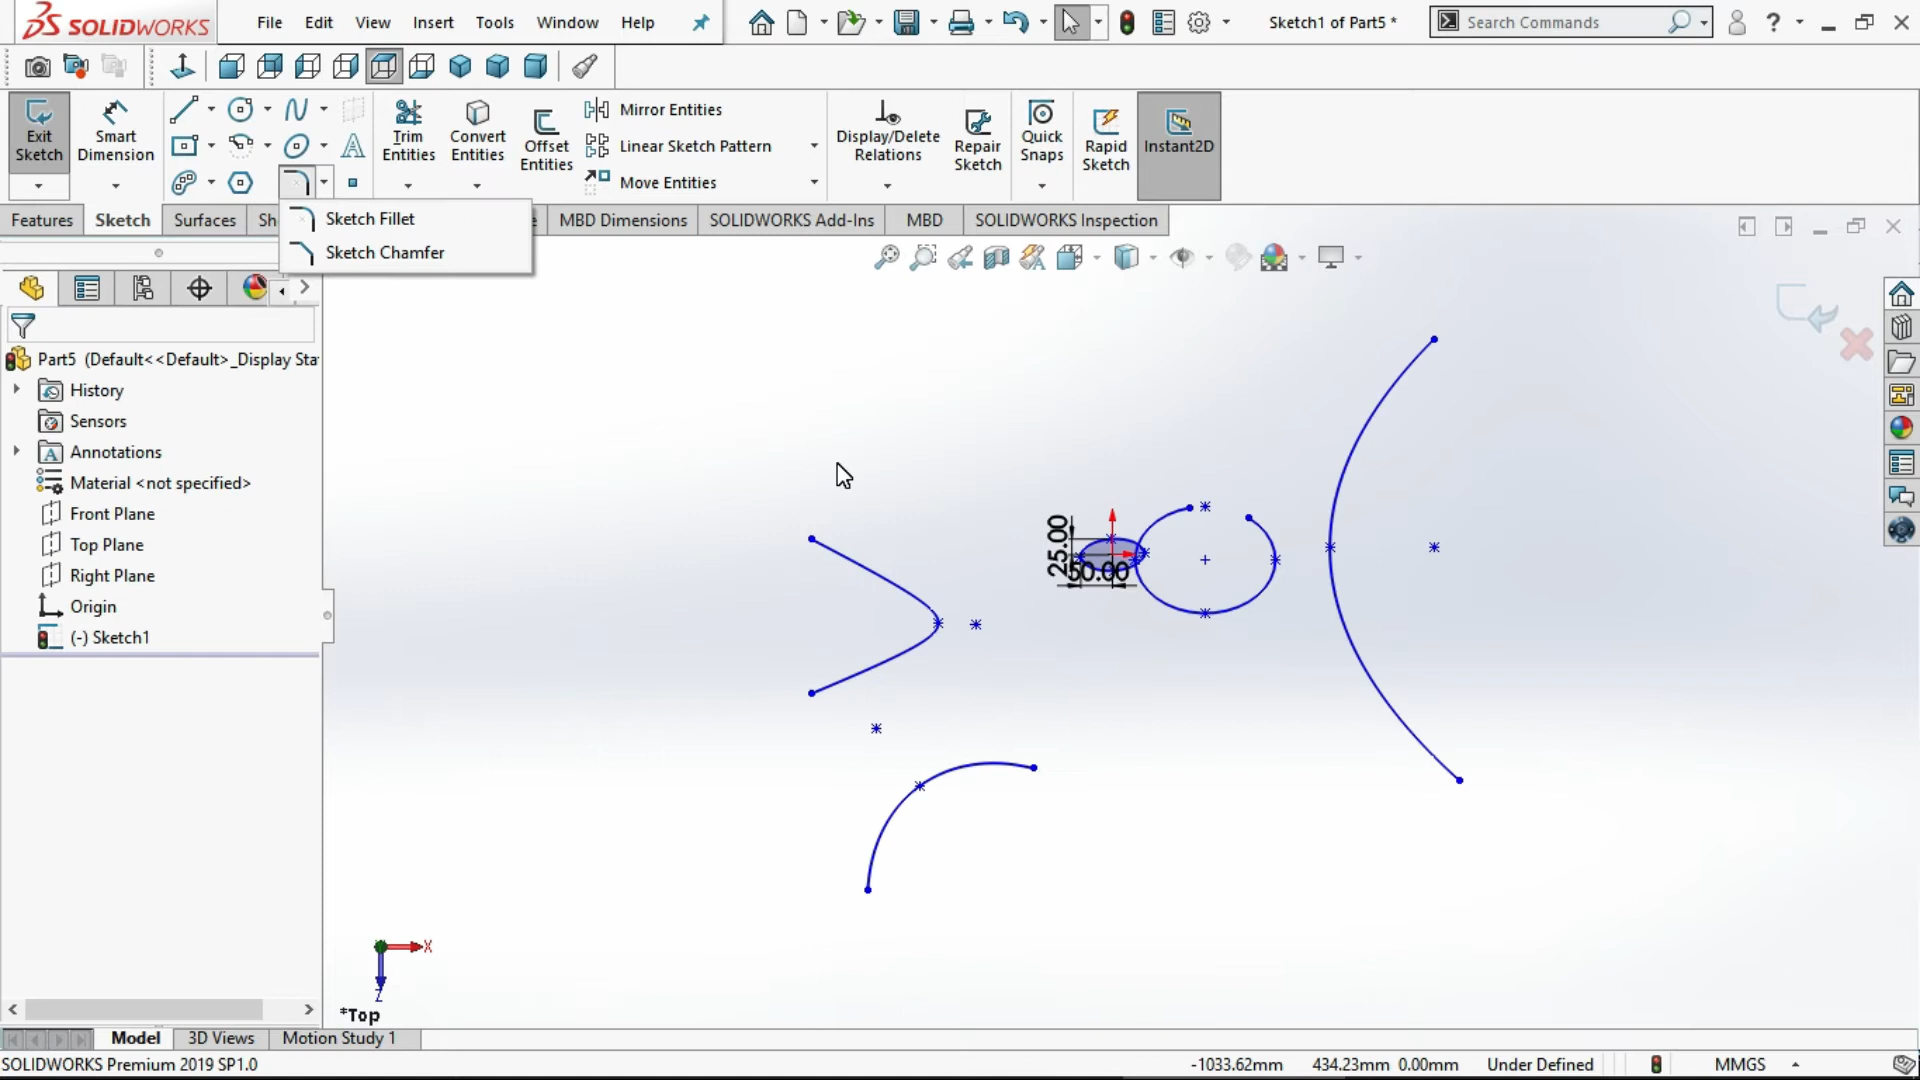 SOLIDWORKS
File Edit View Insert Tools Window Help
Sketch1 of Part5 *
Search Commands
Exit Sketch
Smart Dimension
Trim Entities
Convert Entities
Offset Entities
Mirror Entities
Linear Sketch Pattern
Move Entities
Display/Delete Relations
Repair Sketch
Quick Snaps
Rapid Sketch
Instant2D
Sketch Fillet
Sketch Chamfer
Features Sketch Surfaces Sh e MBD Dimensions SOLIDWORKS Add-Ins MBD SOLIDWORKS Inspection
Part5 (Default<<Default>_Display Sta
History
Sensors
Annotations
Material <not specified>
Front Plane
Top Plane
Right Plane
Origin
(-) Sketch1
25.00
50.00
X
Z
*Top
Model 3D Views Motion Study 1
SOLIDWORKS Premium 2019 SP1.0
-1033.62mm 434.23mm 0.00mm Under Defined MMGS